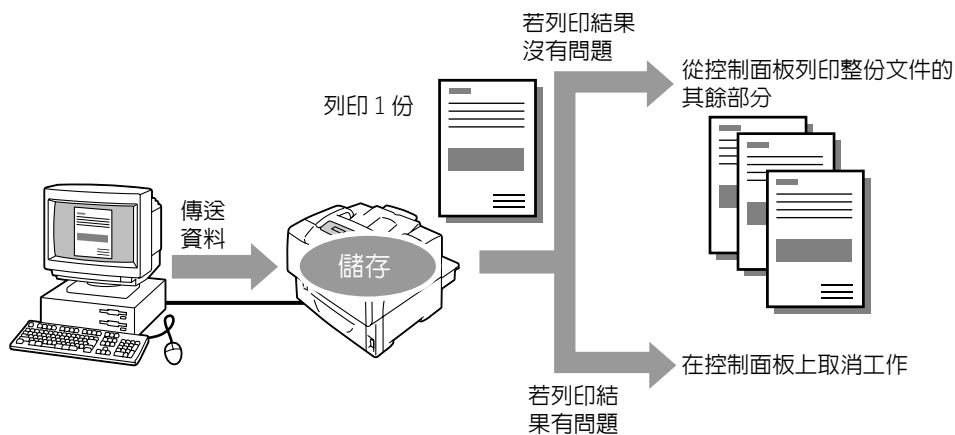 若列印結果
沒有問題
從控制面板列印整份文件的
其餘部分
列印 1 份
傳送
資料
儲存
在控制面板上取消工作
若列印結
果有問題